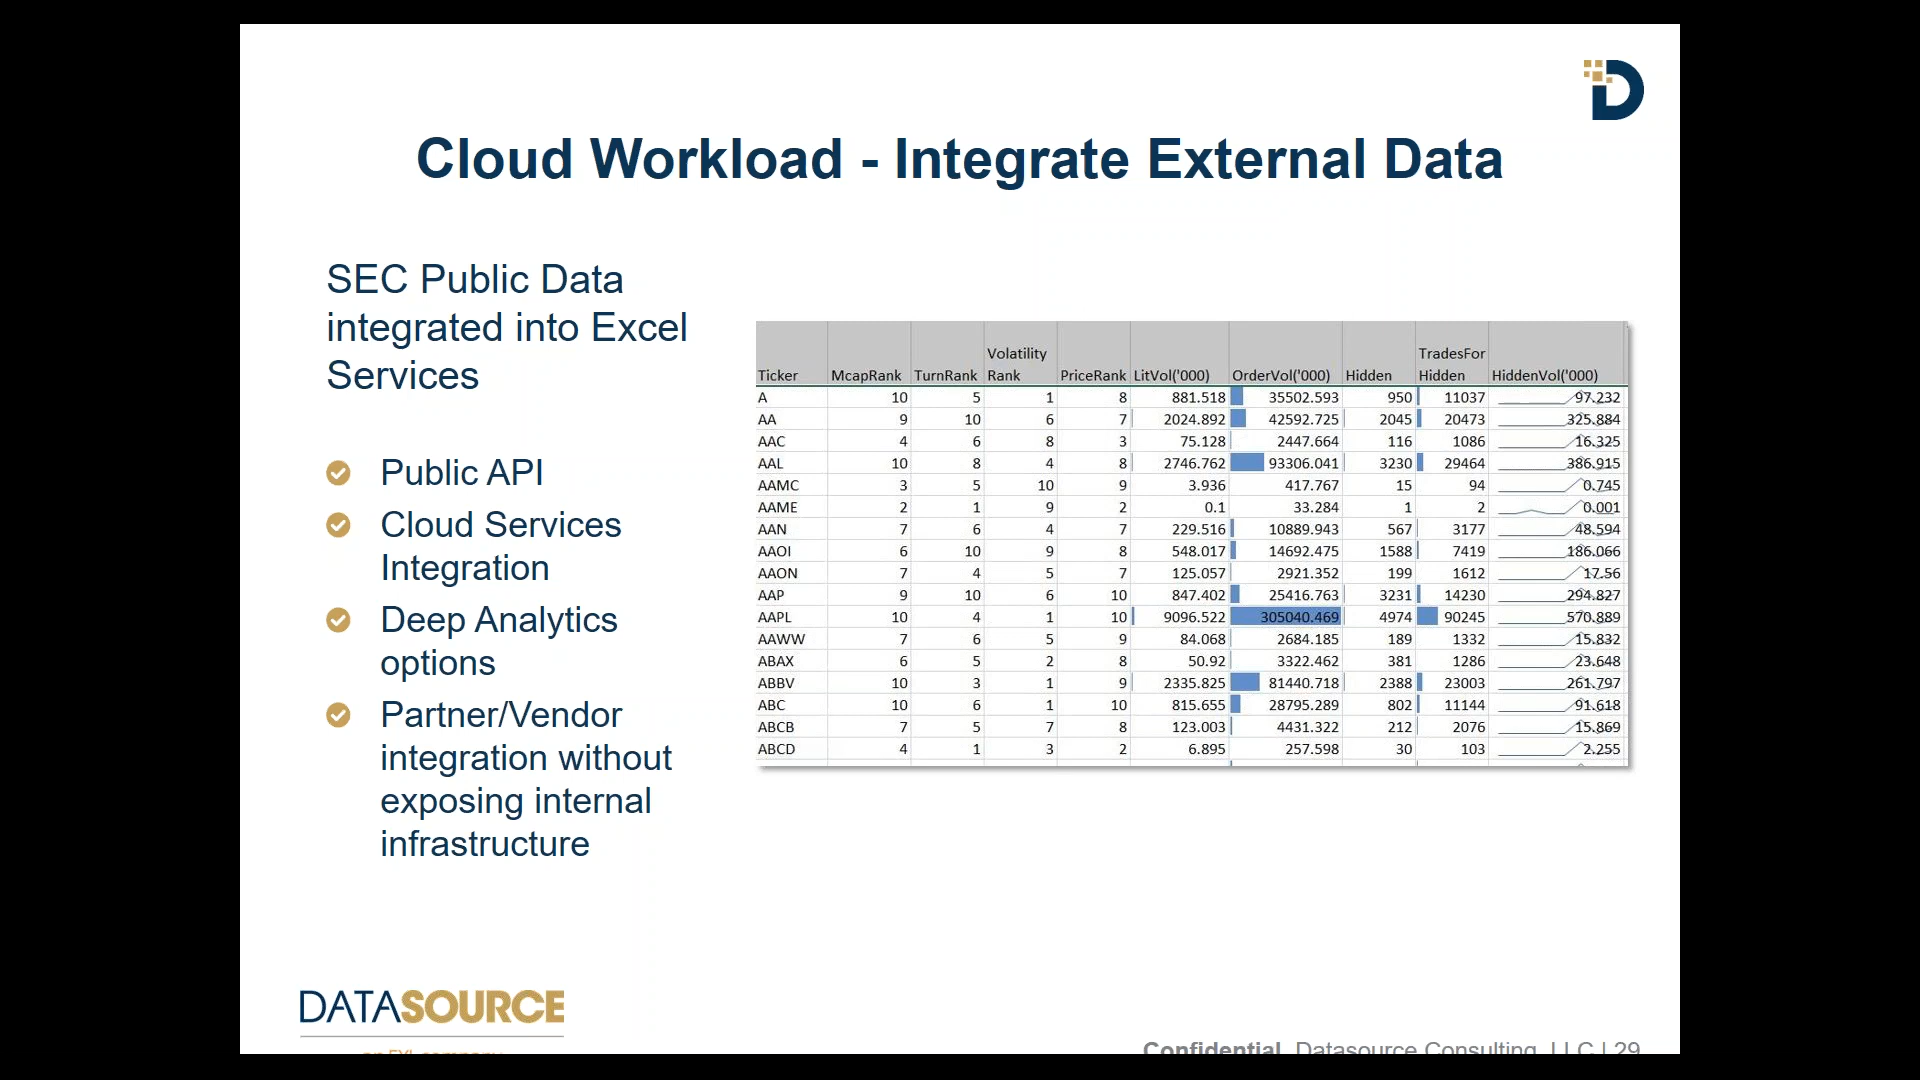 Cloud Workload - Integrate External Data
SEC Public Data
integrated into Excel
Services
Public API
Cloud Services
Integration
Deep Analytics
options
Partner/Vendor
integration without
exposing internal
infrastructure
Ticker McapRank TurnRank Volatility Rank PriceRank LitVol('000) OrderVol('000) Hidden TradesFor Hidden HiddenVol('000)
A 10 5 1 8 881.518 35502.593 950 11037 97.232
AA 9 10 6 7 2024.892 42592.725 2045 20473 325.884
AAC 4 6 8 3 75.128 2447.664 116 1086 16.325
AAL 10 8 4 8 2746.762 93306.041 3230 29464 386.915
AAMC 3 5 10 9 3.936 417.767 15 94 0.745
AAME 2 1 9 2 0.1 33.284 1 2 0.001
AAN 7 6 4 7 229.516 10889.943 567 3177 48.594
AAOI 6 10 9 8 548.017 14692.475 1588 7419 186.066
AAON 7 4 5 7 125.057 2921.352 199 1612 17.56
AAP 9 10 6 10 847.402 25416.763 3231 14230 294.827
AAPL 10 4 1 10 9096.522 305040.469 4974 90245 570.889
AAWW 7 6 5 9 84.068 2684.185 189 1332 15.832
ABAX 6 5 2 8 50.92 3322.462 381 1286 23.648
ABBV 10 3 1 9 2335.825 81440.718 2388 23003 261.797
ABC 10 6 1 10 815.655 28795.289 802 11144 91.618
ABCB 7 5 7 8 123.003 4431.322 212 2076 15.869
ABCD 4 1 3 2 6.895 257.598 30 103 2.255
DATASOURCE
an EXL company
Confidential Datasource Consulting, LLC | 29